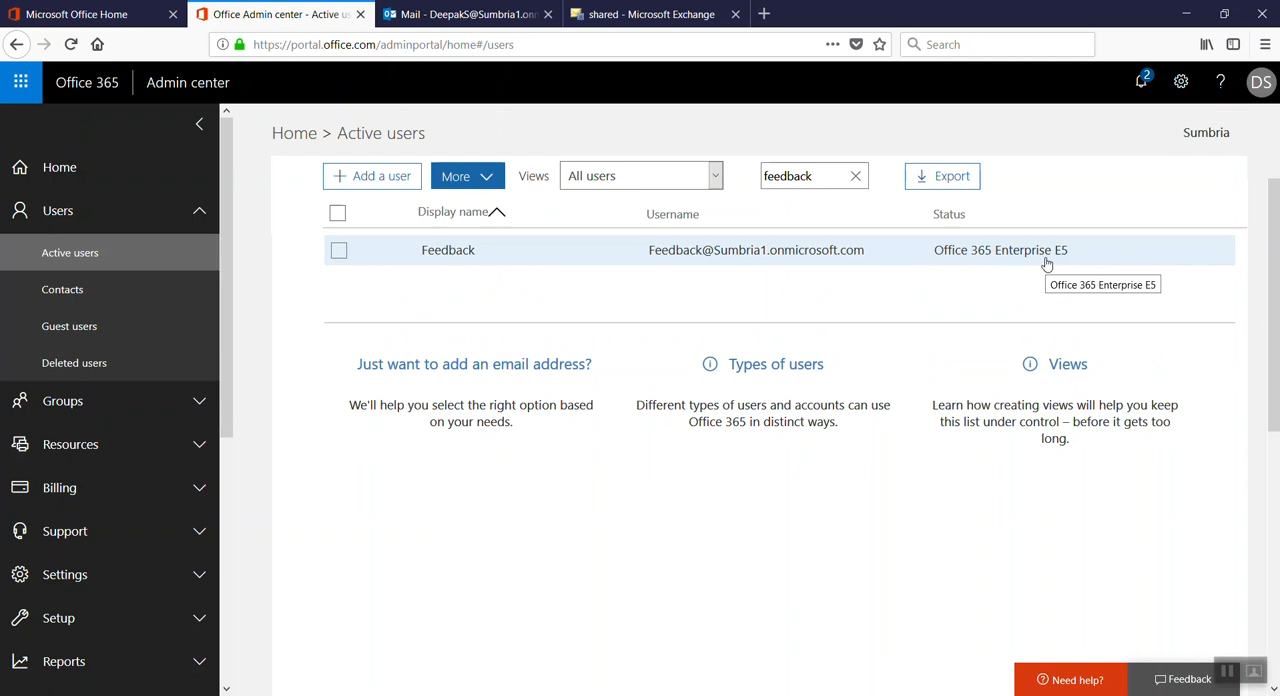 Microsoft Office Home
Office Admin center - Active us
Mail - DeepakS@Sumbria1.onm
shared - Microsoft Exchange
https://portal.office.com/adminportal/home#/users
Search
Office 365
Admin center
2
?
DS
Home > Active users
Sumbria
Home
Users
Active users
Contacts
Guest users
Deleted users
Groups
Resources
Billing
Support
Settings
Setup
Reports
+ Add a user
More
Views
All users
feedback
Export
Display name
Username
Status
Feedback
Feedback@Sumbria1.onmicrosoft.com
Office 365 Enterprise E5
Office 365 Enterprise E5
Just want to add an email address?
We'll help you select the right option based
on your needs.
Types of users
Different types of users and accounts can use
Office 365 in distinct ways.
Views
Learn how creating views will help you keep
this list under control – before it gets too
long.
Need help?
Feedback